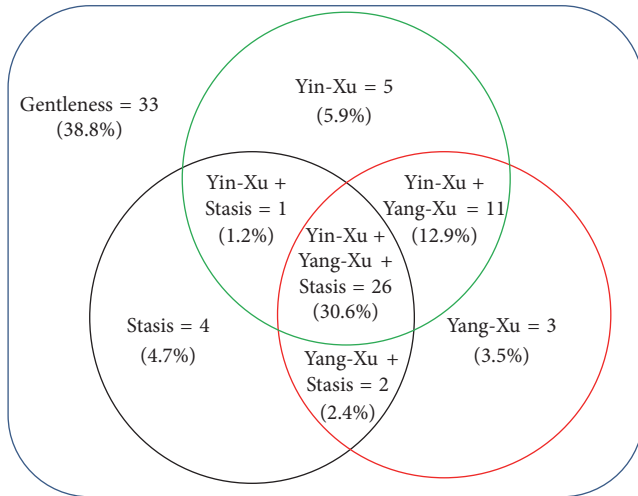 Yin-Xu = 5
(5.9%)
Gentleness = 33
(38.8%)
Yin-Xu +
Stasis = 1
(1.2%)
Yin-Xu +
Yang-Xu = 11
(12.9%)
Yin-Xu +
Yang-Xu +
Stasis = 26
(30.6%)
Stasis = 4
(4.7%)
Yang-Xu = 3
(3.5%)
Yang-Xu +
Stasis = 2
(2.4%)